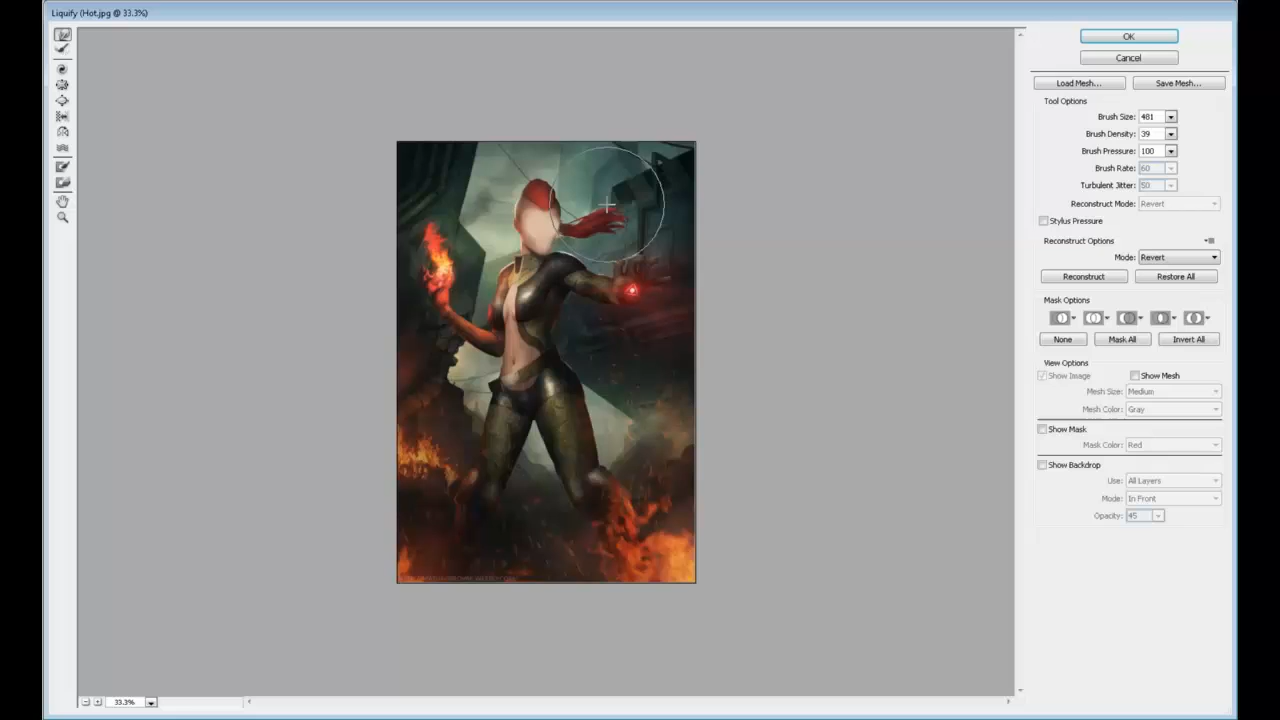 Liquify (Hot.jpg @ 33.3%)
OK
Cancel
Load Mesh...
Save Mesh...
Tool Options
Brush Size: 481
Brush Density: 39
Brush Pressure: 100
Brush Rate: 60
Turbulent Jitter: 50
Reconstruct Mode: Revert
Stylus Pressure
Reconstruct Options
Mode: Revert
Reconstruct
Restore All
Mask Options
None
Mask All
Invert All
View Options
Show Image
Show Mesh
Mesh Size: Medium
Mesh Color: Gray
Show Mask
Mask Color: Red
Show Backdrop
Use: All Layers
Mode: In Front
Opacity: 45
33.3%